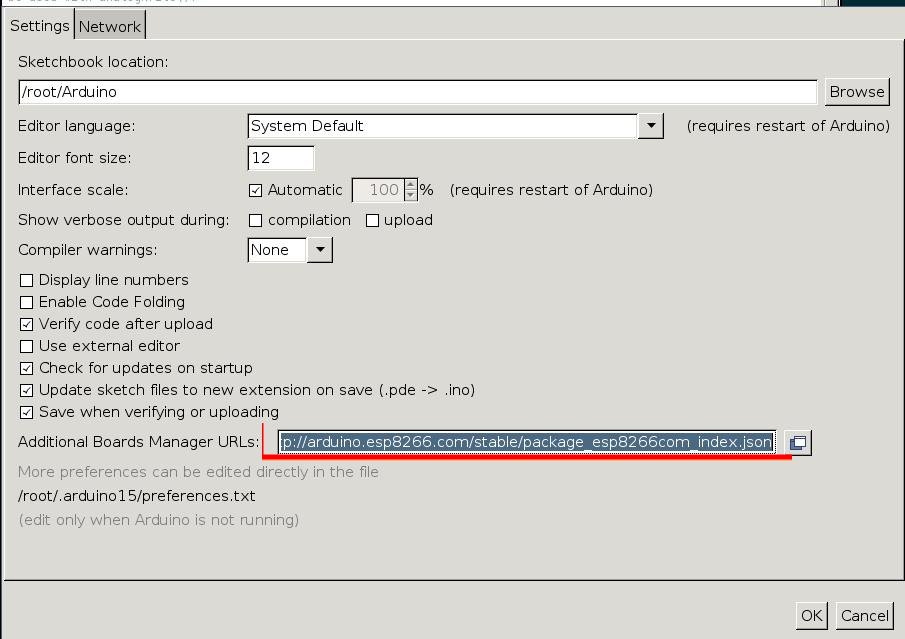 Settings Network
Sketchbook location:
/root/Arduino Browse
Editor language: System Default (requires restart of Arduino)
Editor font size: 12
Interface scale: Automatic 100 % (requires restart of Arduino)
Show verbose output during: compilation upload
Compiler warnings: None
Display line numbers
Enable Code Folding
Verify code after upload
Use external editor
Check for updates on startup
Update sketch files to new extension on save (.pde -> .ino)
Save when verifying or uploading
Additional Boards Manager URLs: p://arduino.esp8266.com/stable/package_esp8266com_index.json
More preferences can be edited directly in the file
/root/.arduino15/preferences.txt
(edit only when Arduino is not running)
OK Cancel